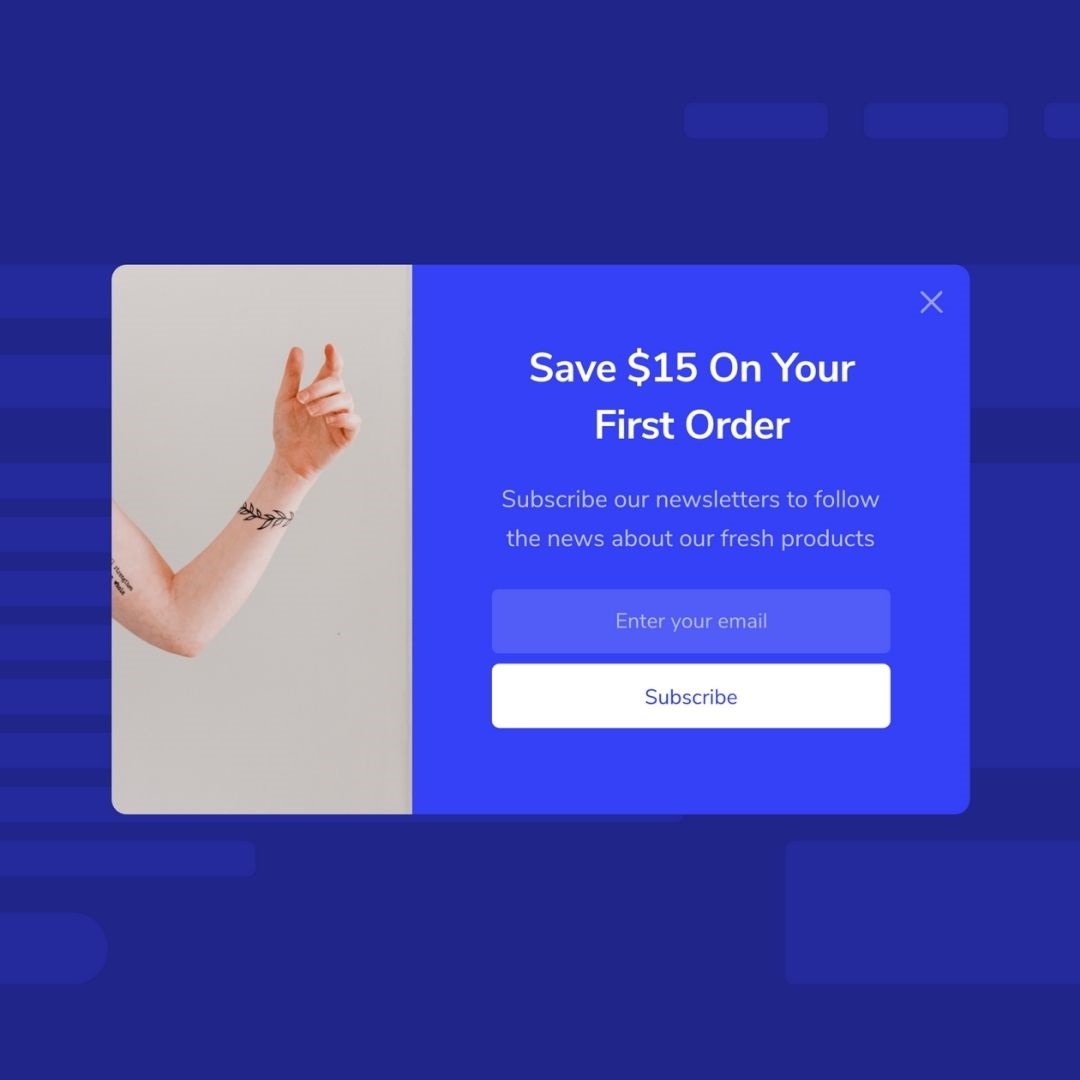 Save $15 On Your
First Order
Subscribe our newsletters to follow
the news about our fresh products
Enter your email
Subscribe